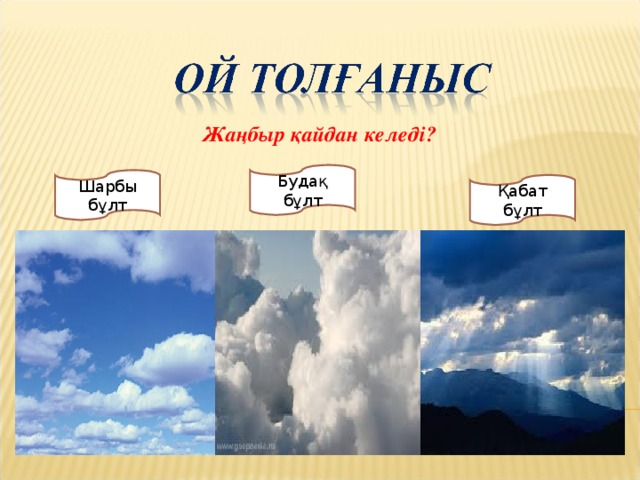 ОЙ ТОЛҒАНЫС
Жаңбыр қайдан келеді?
Шарбы
бұлт
Будақ
бұлт
Қабат
бұлт